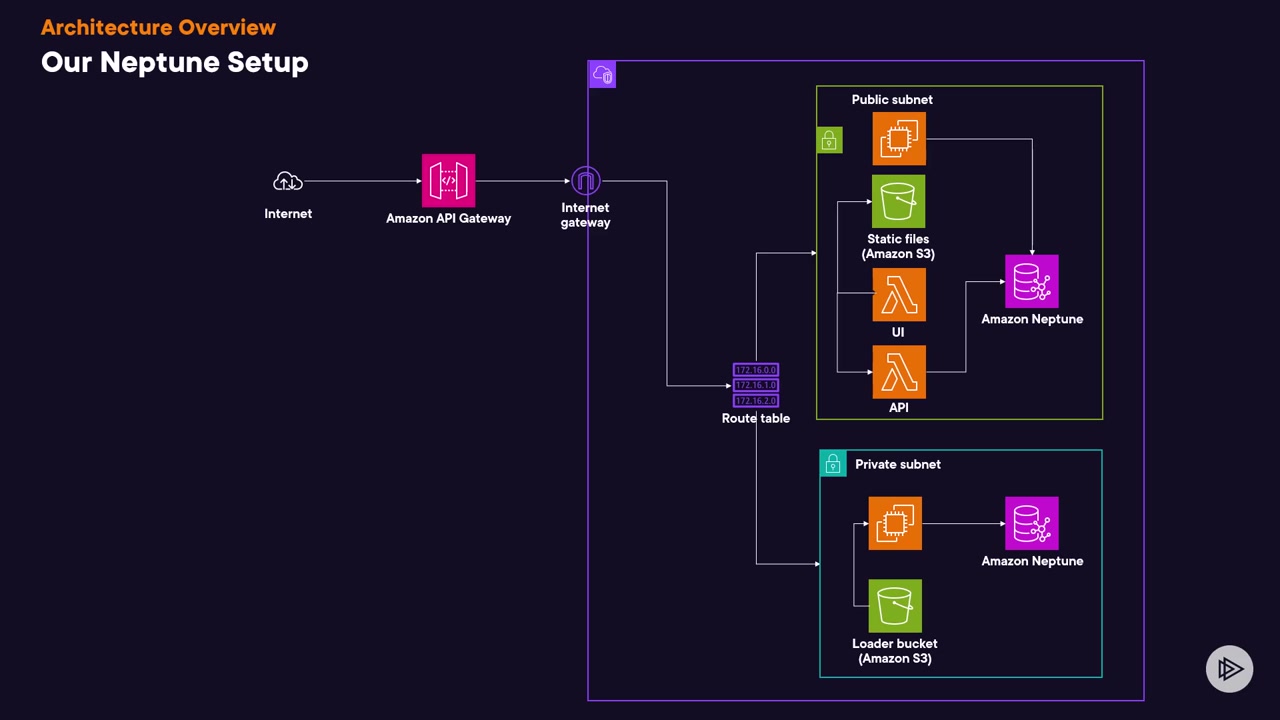 Architecture Overview
Our Neptune Setup
Public subnet
Internet
Amazon API Gateway
Internet
gateway
Static files
(Amazon S3)
UI
Amazon Neptune
API
172.16.0.0
172.16.1.0
172.16.2.0
Route table
Private subnet
Amazon Neptune
Loader bucket
(Amazon S3)